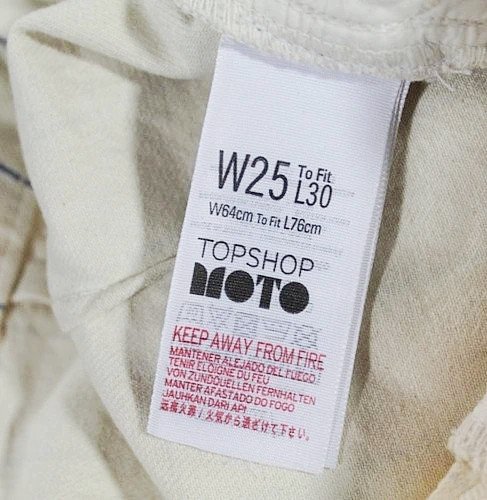 W25 To Fit L30
W64cm To Fit L76cm
TOPSHOP
MOTO
KEEP AWAY FROM FIRE
MANTENER ALEJADO DEL FUEGO
TENIR ELOIGNE DU FEU
VON ZUNDQUELLEN FERNHALTEN
MANTER AFASTADO DO FOGO
JAUHKAN DARI API
远离火源 / 火気から遠ざけて下さい。